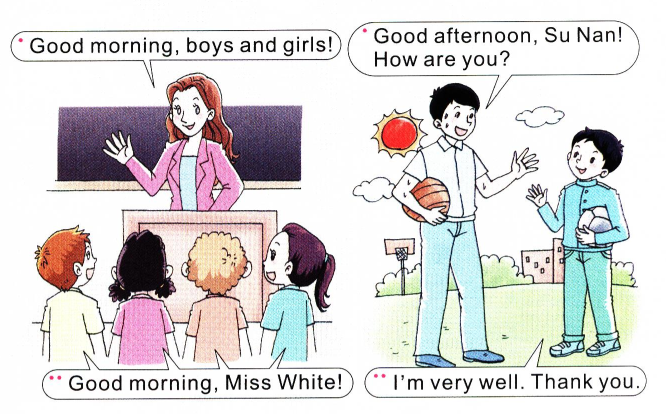 Good morning, boys and girls!
Good morning, Miss White!
Good afternoon, Su Nan!
How are you?
I'm very well. Thank you.